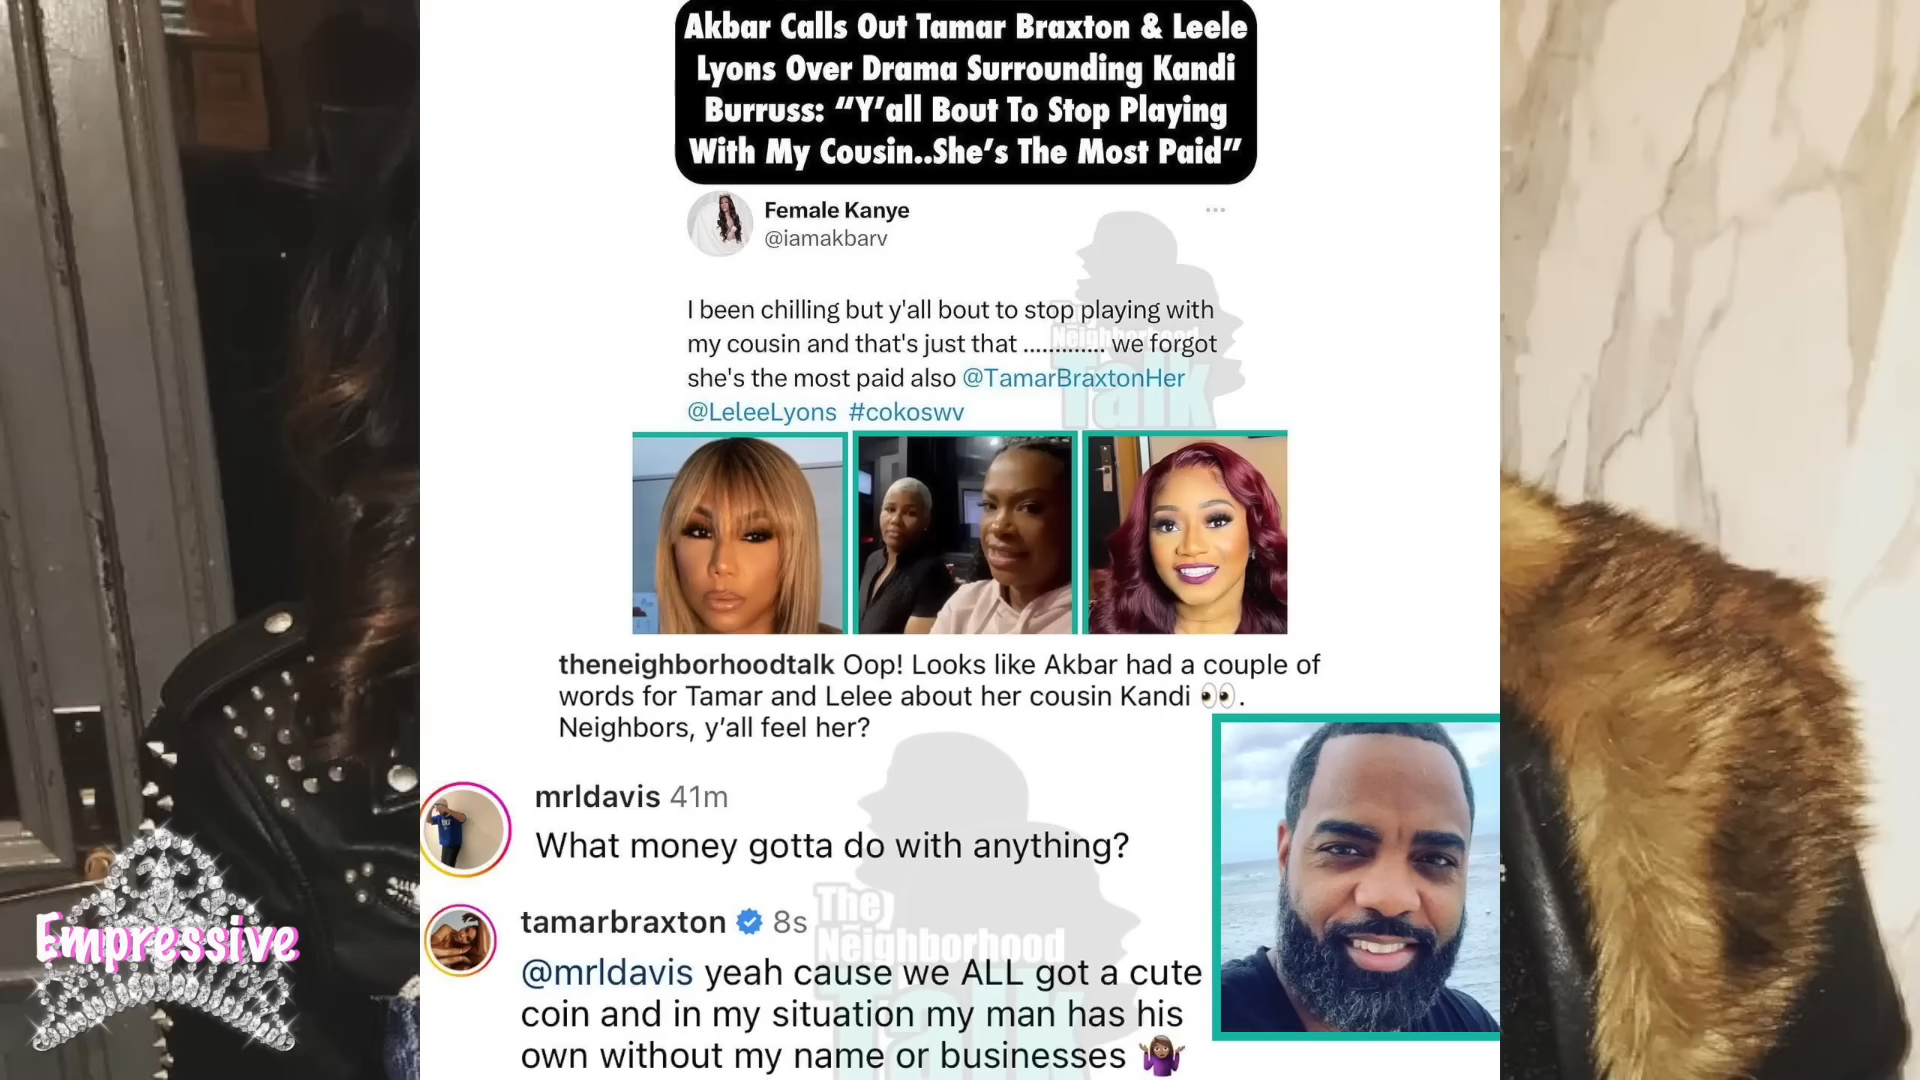 Akbar Calls Out Tamar Braxton & Leele
Lyons Over Drama Surrounding Kandi
Burruss: “Y’all Bout To Stop Playing
With My Cousin..She’s The Most Paid”
Female Kanye
@iamakbarv
I been chilling but y'all bout to stop playing with
my cousin and that's just that ............. we forgot
she's the most paid also @TamarBraxtonHer
@LeleeLyons #cokoswv
The
Neighborhood
Talk
theneighborhoodtalk Oop! Looks like Akbar had a couple of
words for Tamar and Lelee about her cousin Kandi 👀.
Neighbors, y’all feel her?
mrldavis 41m
What money gotta do with anything?
tamarbraxton 8s
@mrldavis yeah cause we ALL got a cute
coin and in my situation my man has his
own without my name or businesses 🤷🏾‍♀️
The
Neighborhood
Talk
Empressive